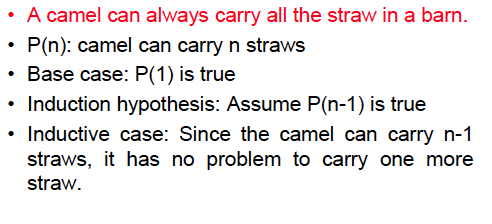 • A camel can always carry all the straw in a barn.
• P(n): camel can carry n straws
• Base case: P(1) is true
• Induction hypothesis: Assume P(n-1) is true
• Inductive case: Since the camel can carry n-1
straws, it has no problem to carry one more
straw.